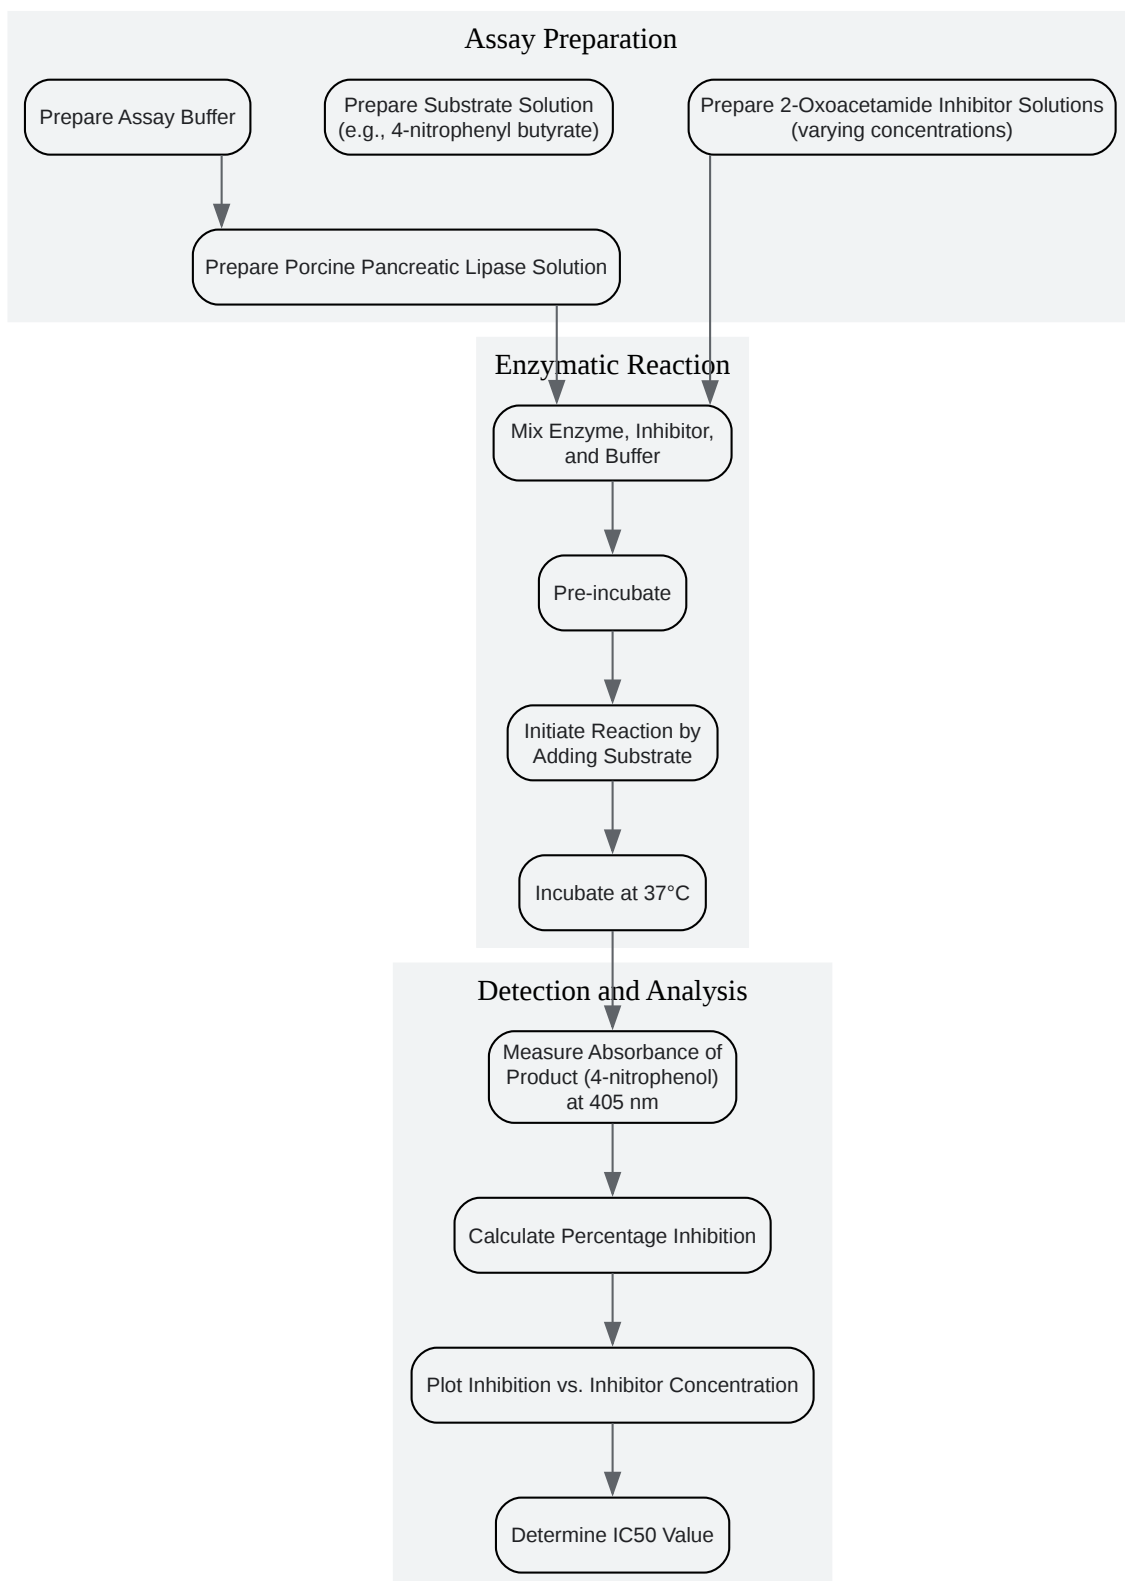 Assay Preparation
Prepare Assay Buffer
Prepare Substrate Solution
(e.g., 4-nitrophenyl butyrate)
Prepare 2-Oxoacetamide Inhibitor Solutions
(varying concentrations)
Prepare Porcine Pancreatic Lipase Solution
Enzymatic Reaction
Mix Enzyme, Inhibitor,
and Buffer
Pre-incubate
Initiate Reaction by
Adding Substrate
Incubate at 37°C
Detection and Analysis
Measure Absorbance of
Product (4-nitrophenol)
at 405 nm
Calculate Percentage Inhibition
Plot Inhibition vs. Inhibitor Concentration
Determine IC50 Value